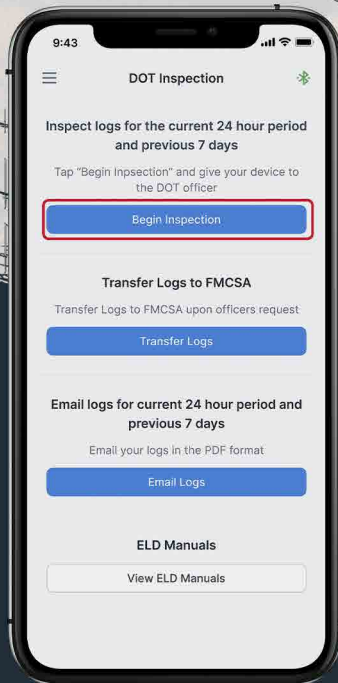 9:43
DOT Inspection
Inspect logs for the current 24 hour period
and previous 7 days
Tap "Begin Inpsection" and give your device to
the DOT officer
Begin Inspection
Transfer Logs to FMCSA
Transfer Logs to FMCSA upon officers request
Transfer Logs
Email logs for current 24 hour period and
previous 7 days
Email your logs in the PDF format
Email Logs
ELD Manuals
View ELD Manuals